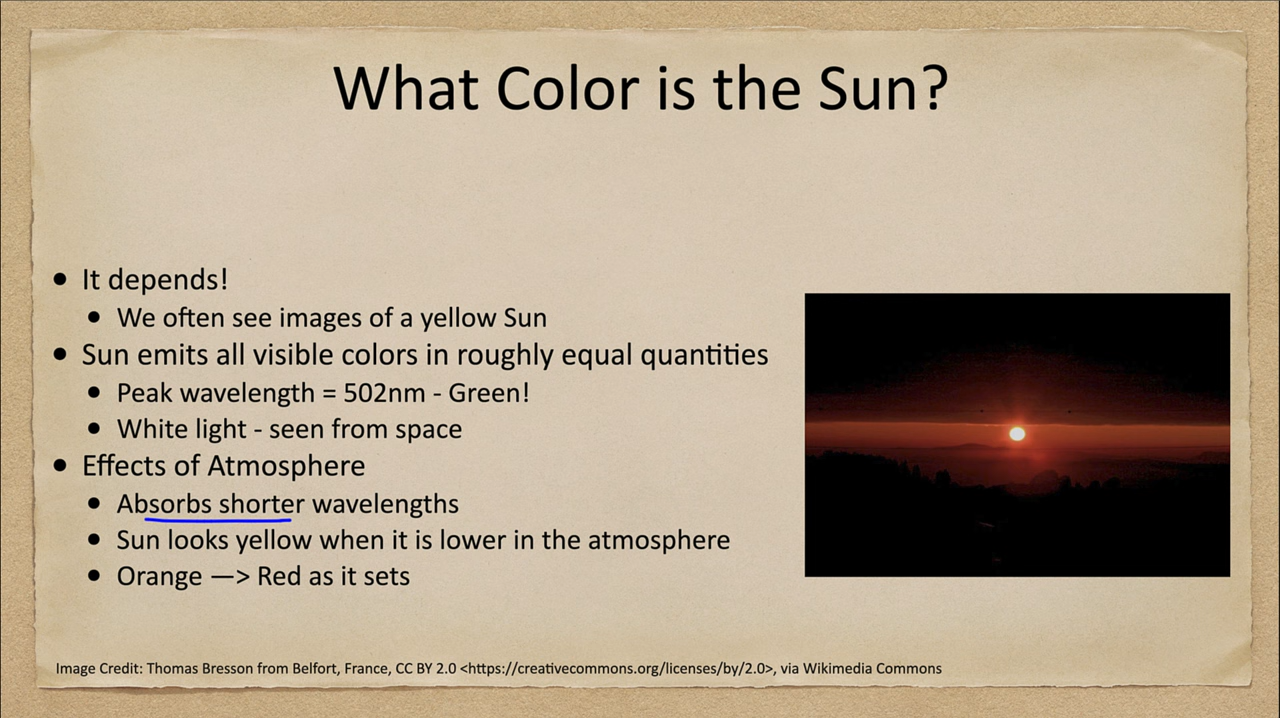 What Color is the Sun?
• It depends!
• We often see images of a yellow Sun
• Sun emits all visible colors in roughly equal quantities
• Peak wavelength = 502nm - Green!
• White light - seen from space
• Effects of Atmosphere
• Absorbs shorter wavelengths
• Sun looks yellow when it is lower in the atmosphere
• Orange —> Red as it sets
Image Credit: Thomas Bresson from Belfort, France, CC BY 2.0 <https://creativecommons.org/licenses/by/2.0>, via Wikimedia Commons